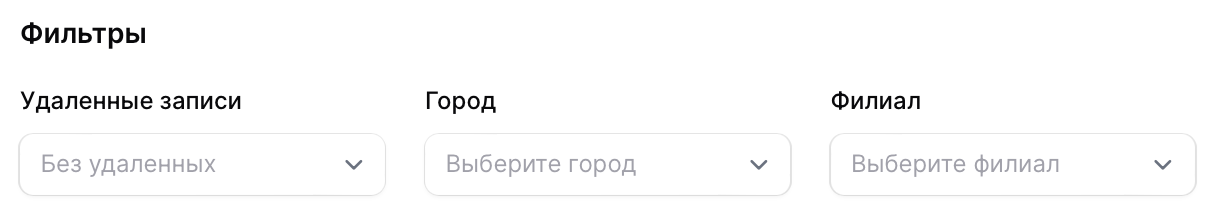 Фильтры
Удаленные записи
Город
Филиал
Без удаленных
Выберите город
Выберите филиал